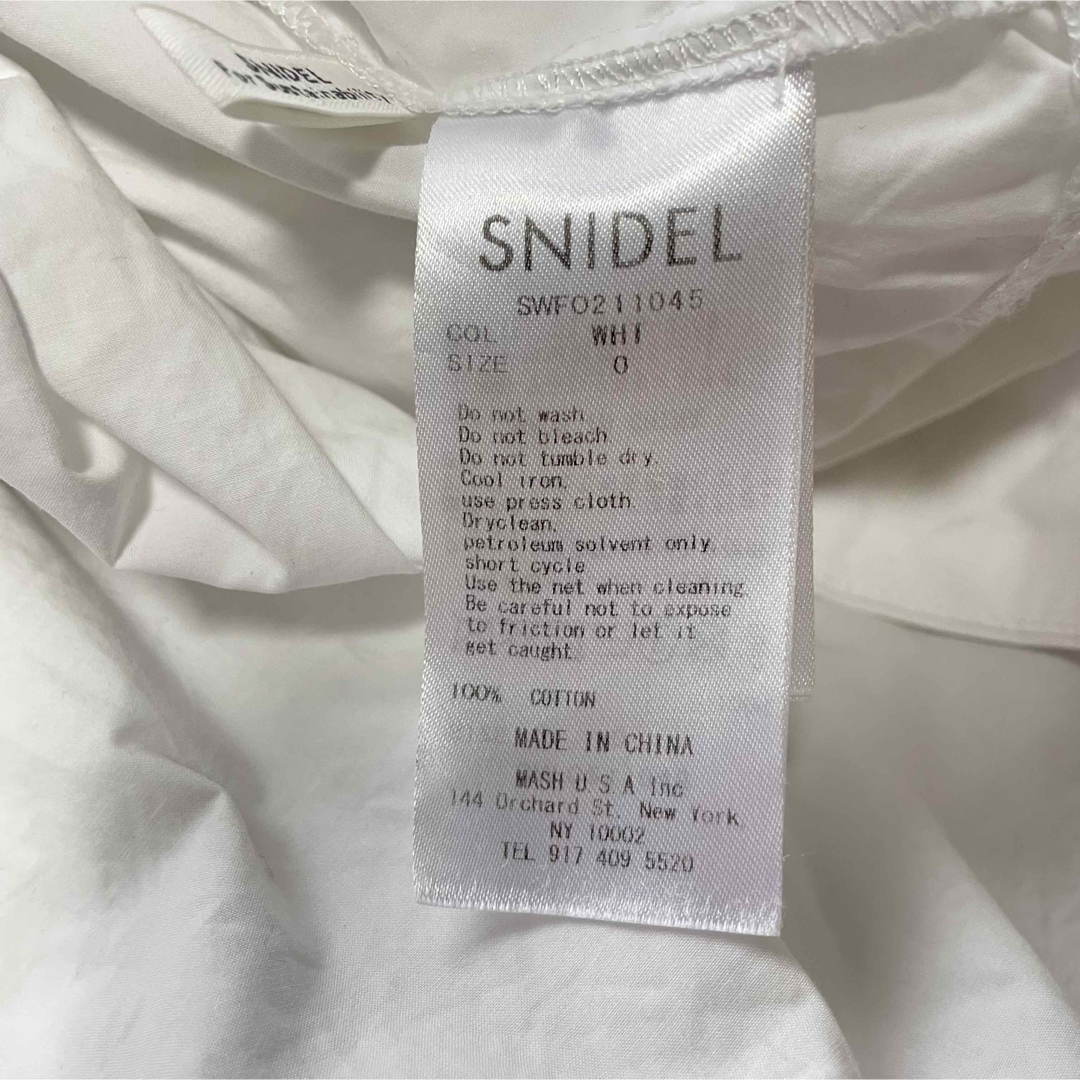 SNIDEL
For Sustainability
SNIDEL
SWFO211045
COL WHI
SIZE 0
Do not wash.
Do not bleach
Do not tumble dry.
Cool iron.
use press cloth.
Dryclean.
petroleum solvent only,
short cycle
Use the net when cleaning.
Be careful not to expose
to friction or let it
get caught.
100% COTTON
MADE IN CHINA
MASH U S A Inc
144 Orchard St. New York,
NY 10002
TEL 917 409 5520